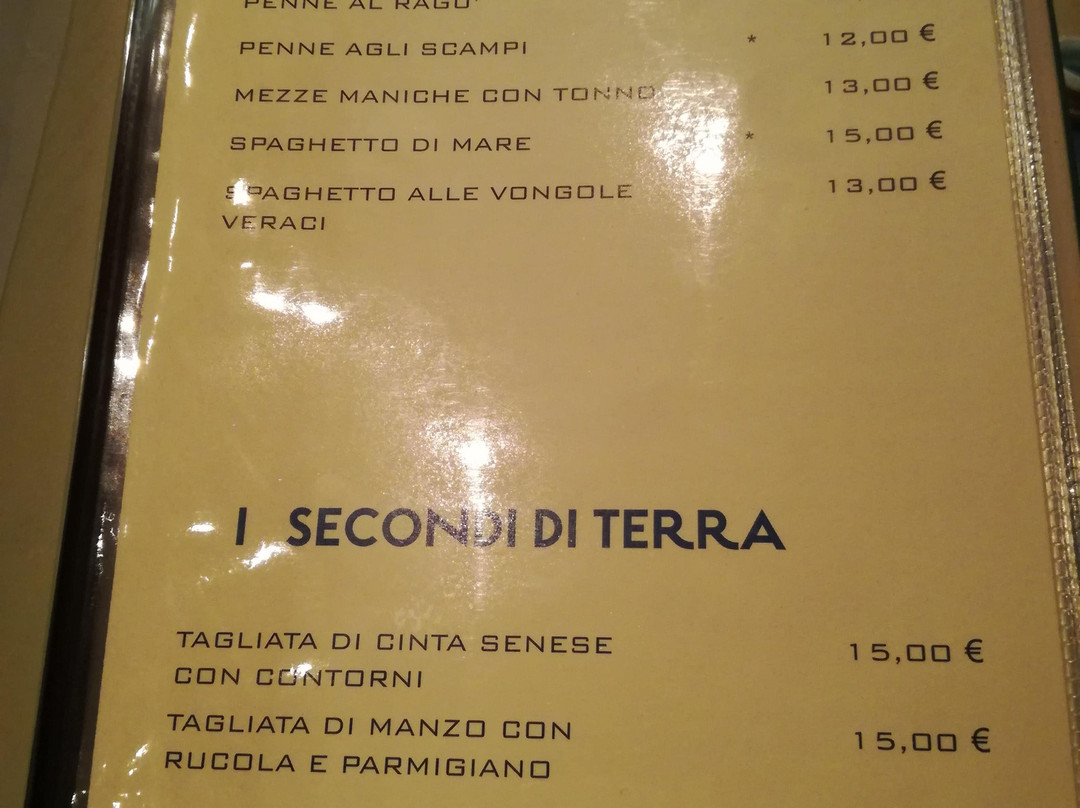 PENNE AL RAGU'
PENNE AGLI SCAMPI * 12,00 €
MEZZE MANICHE CON TONNO 13,00 €
SPAGHETTO DI MARE * 15,00 €
SPAGHETTO ALLE VONGOLE 13,00 €
VERACI
I SECONDI DI TERRA
TAGLIATA DI CINTA SENESE 15,00 €
CON CONTORNI
TAGLIATA DI MANZO CON 15,00 €
RUCOLA E PARMIGIANO